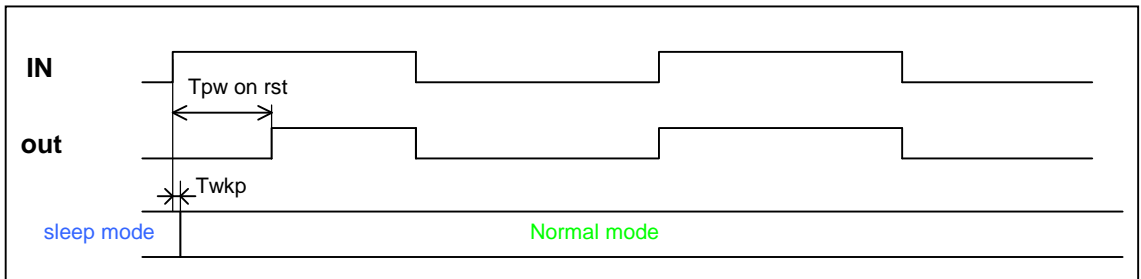 IN
Tpw on rst
out
Twkp
sleep mode
Normal mode